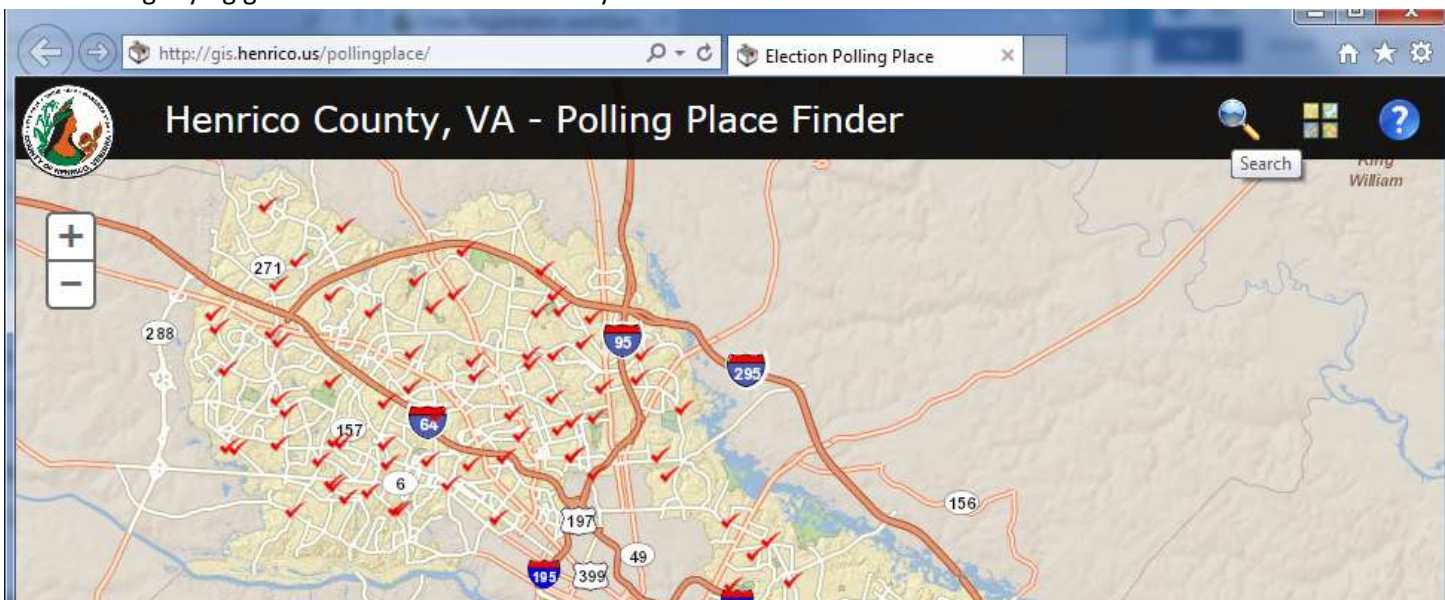 http://gis.henrico.us/pollingplace/
Election Polling Place
Henrico County, VA - Polling Place Finder
Search
William
+
−
271
288
95
295
64
157
6
156
197
49
195
399